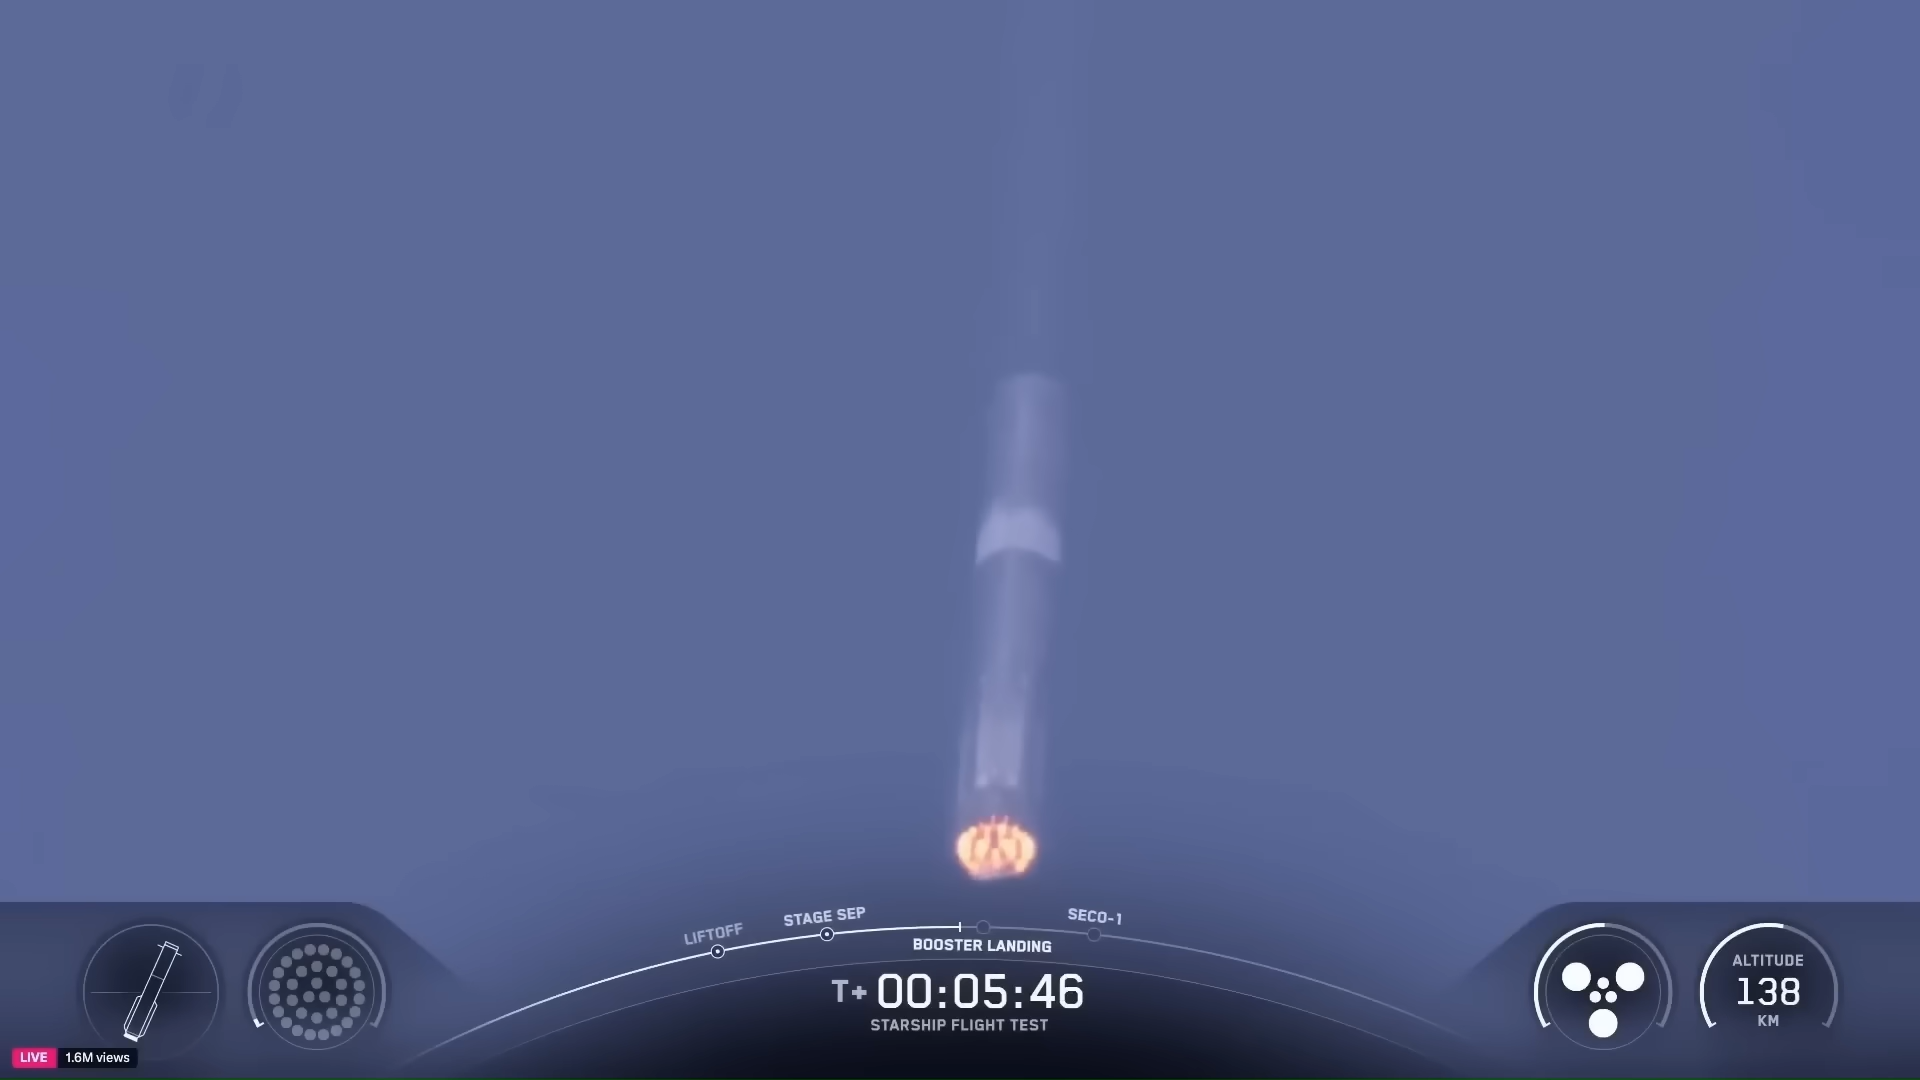 LIFTOFF
STAGE SEP
SECO-1
BOOSTER LANDING
T+ 00:05:46
STARSHIP FLIGHT TEST
ALTITUDE
138
KM
LIVE 1.6M views